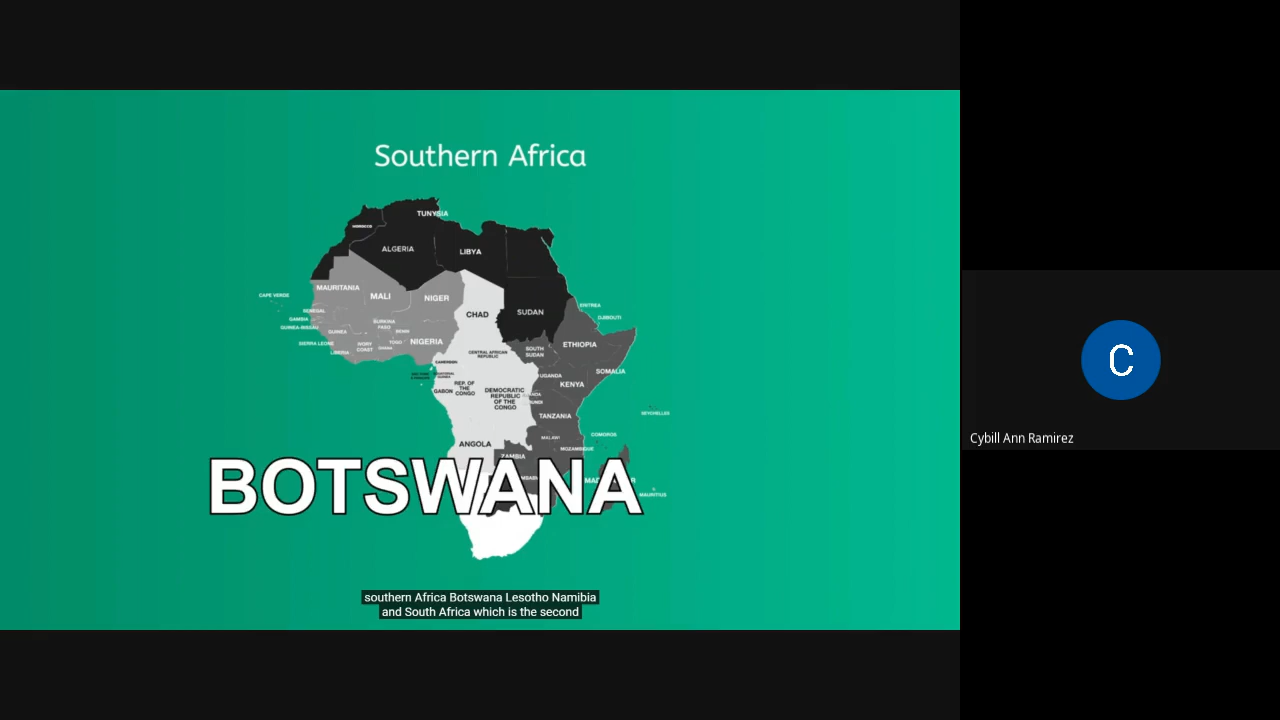 Southern Africa
TUNYSIA
MOROCCO
ALGERIA
LIBYA
MAURITANIA
MALI
NIGER
CHAD
SUDAN
CAPE VERDE
ERITREA
DJIBOUTI
SENEGAL
GAMBIA
GUINEA-BISSAU
GUINEA
BURKINA
FASO
BENIN
TOGO
GHANA
IVORY
COAST
SIERRA LEONE
LIBERIA
NIGERIA
CENTRAL AFRICAN
REPUBLIC
SOUTH
SUDAN
ETHIOPIA
SOMALIA
CAMEROON
EQUATORIAL
GUINEA
GABON
REP. OF
THE
CONGO
DEMOCRATIC
REPUBLIC
OF THE
CONGO
UGANDA
KENYA
TANZANIA
SEYCHELLES
COMOROS
MALAWI
MOZAMBIQUE
ANGOLA
ZAMBIA
MAURITIUS
BOTSWANA
southern Africa Botswana Lesotho Namibia
and South Africa which is the second
C
Cybill Ann Ramirez